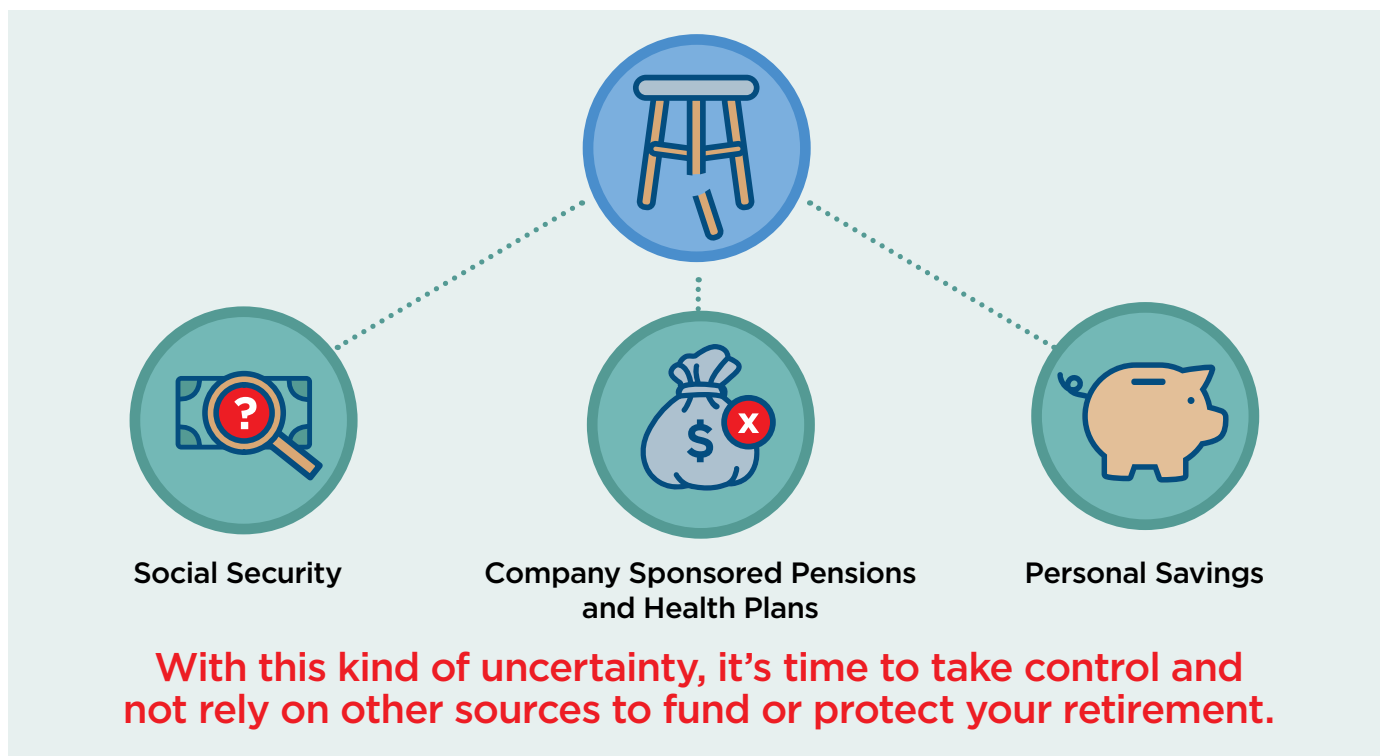 ?
$
X
Social Security
Company Sponsored Pensions
and Health Plans
Personal Savings
With this kind of uncertainty, it’s time to take control and
not rely on other sources to fund or protect your retirement.